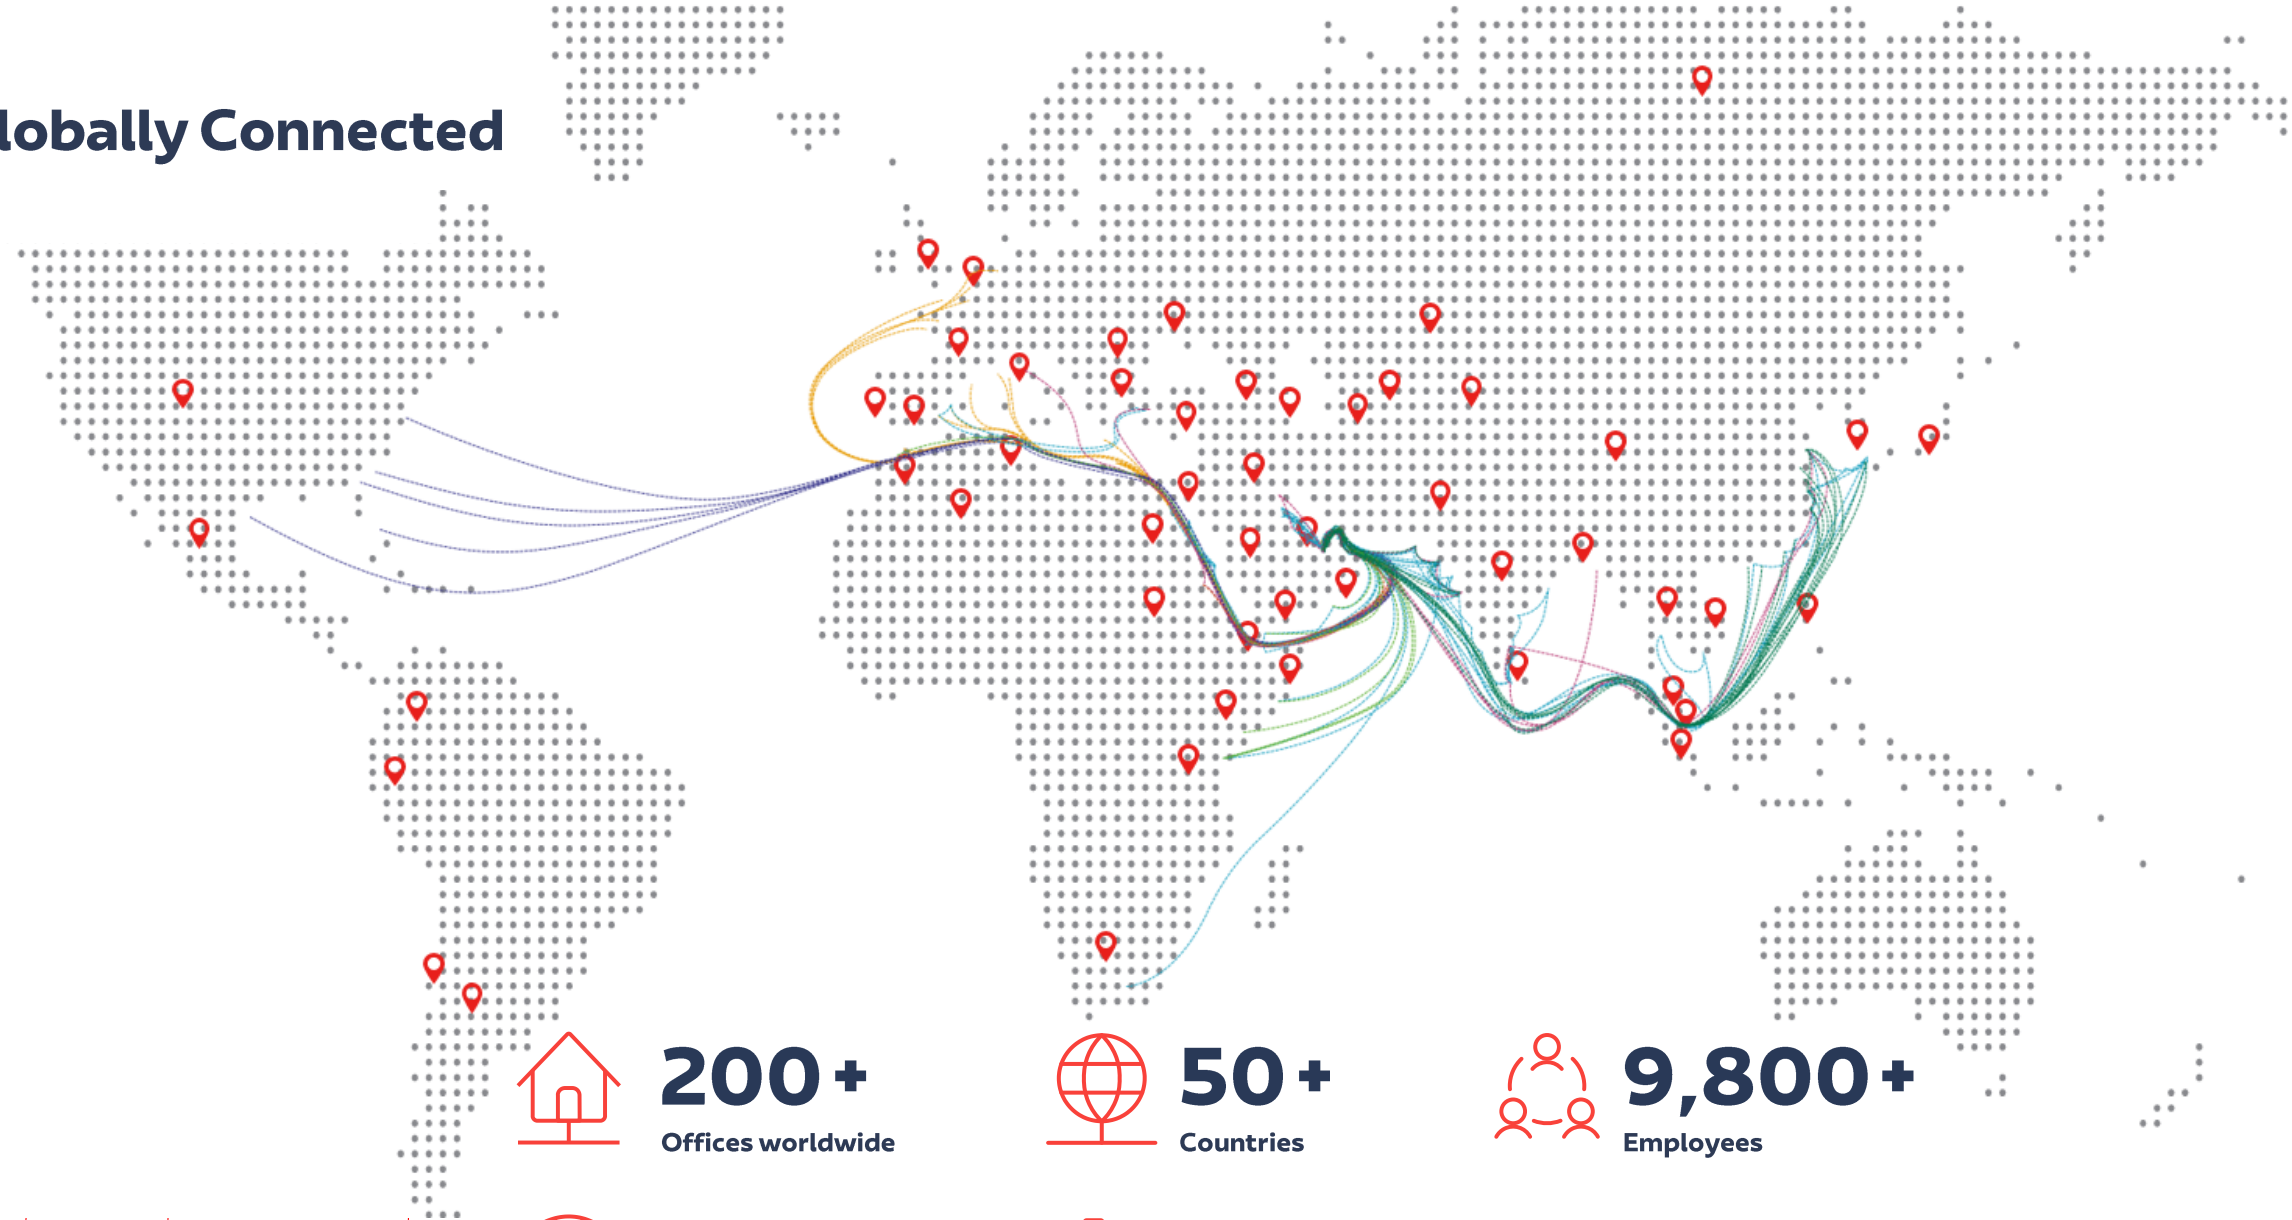 lobally Connected
200+
Offices worldwide
50+
Countries
9,800+
Employees